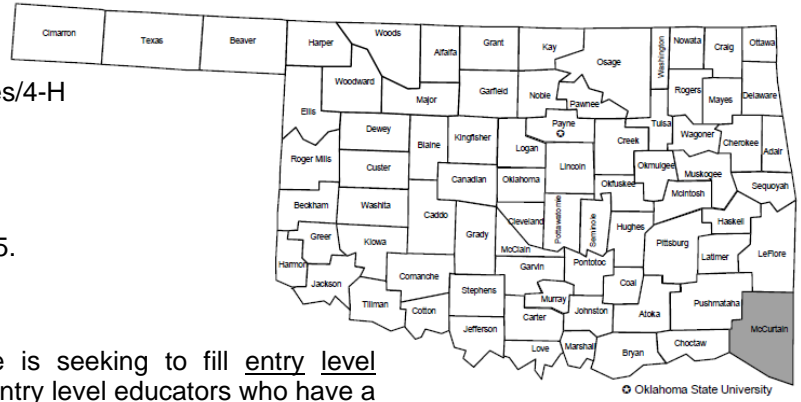 Cimarron Texas Beaver Harper Woods Alfalfa Grant Kay Osage Washington Nowata Craig Ottawa
es/4-H
Woodward Major Garfield Noble Pawnee Rogers Mayes Delaware
Ellis Dewey Blaine Kingfisher Logan Payne Creek Tulsa Wagoner Cherokee Adair
Roger Mills Custer Canadian Oklahoma Lincoln Okfuskee Okmulgee Muskogee McIntosh Sequoyah
Beckham Washita Caddo Grady Cleveland Pottawatomie Seminole Hughes Pittsburg Haskell
5.
Greer Kiowa McClain Garvin Pontotoc Latimer LeFlore
Harmon Jackson Comanche Stephens Murray Johnston Coal Atoka Pushmataha
Tillman Cotton Jefferson Carter Love Marshall Bryan Choctaw McCurtain
e is seeking to fill entry level
ntry level educators who have a
Oklahoma State University